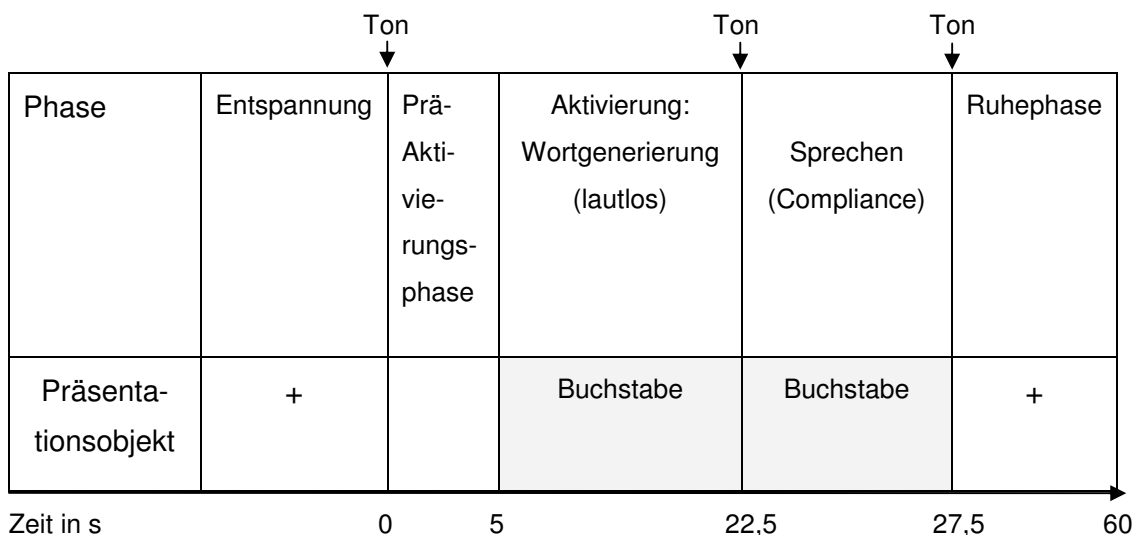 Ton Ton Ton
Phase
Entspannung
Prä-
Akti-
vie-
rungs-
phase
Aktivierung:
Wortgenerierung
(lautlos)
Sprechen
(Compliance)
Ruhephase
Präsenta-
tionsobjekt
+
Buchstabe
Buchstabe
+
Zeit in s 0 5 22,5 27,5 60